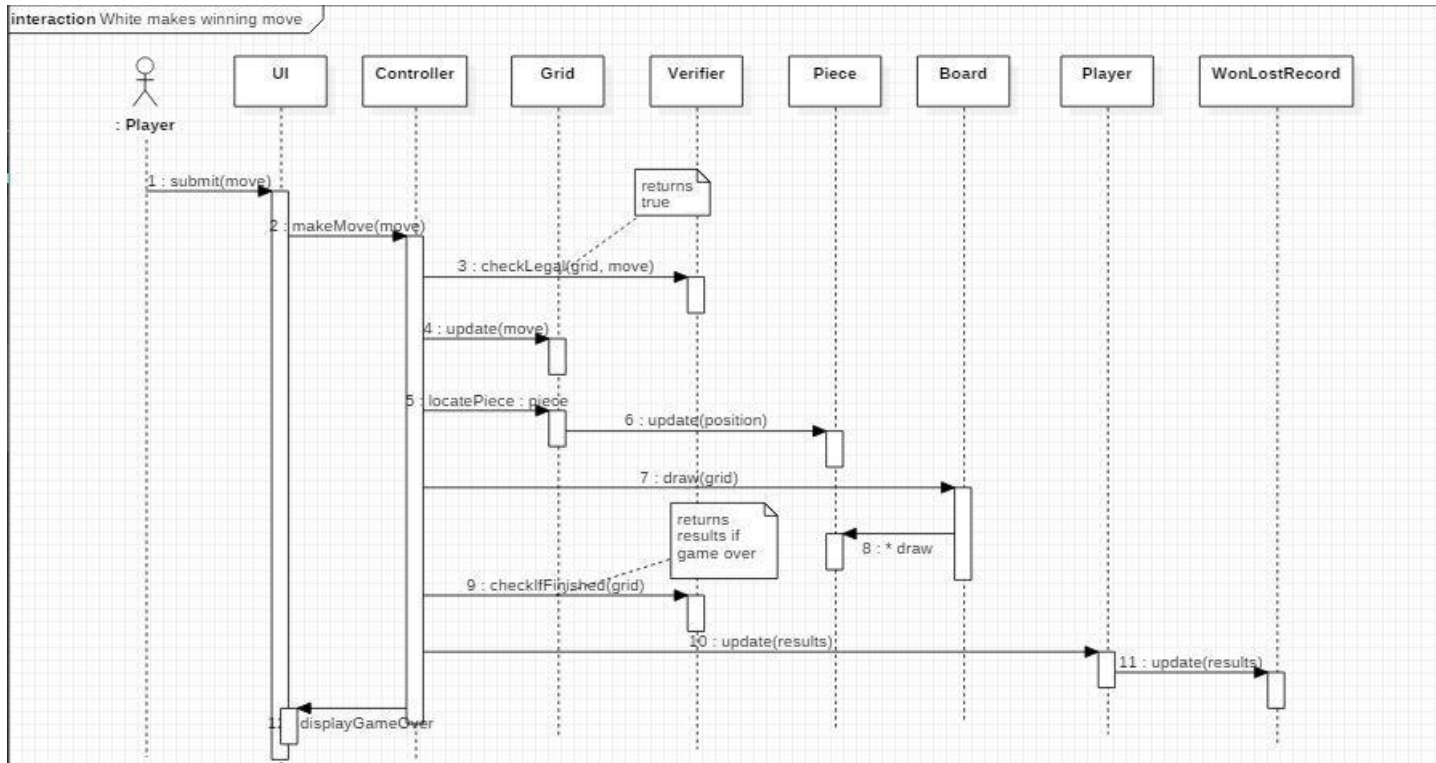 interaction White makes winning move
UI
Controller
Grid
Verifier
Piece
Board
Player
WonLostRecord
: Player
1 : submit(move)
returns
true
2 : makeMove(move)
3 : checkLegal(grid, move)
4 : update(move)
5 : locatePiece : piece
6 : update(position)
7 : draw(grid)
returns
results if
game over
8 : * draw
9 : checkIfFinished(grid)
10 : update(results)
11 : update(results)
12 : displayGameOver